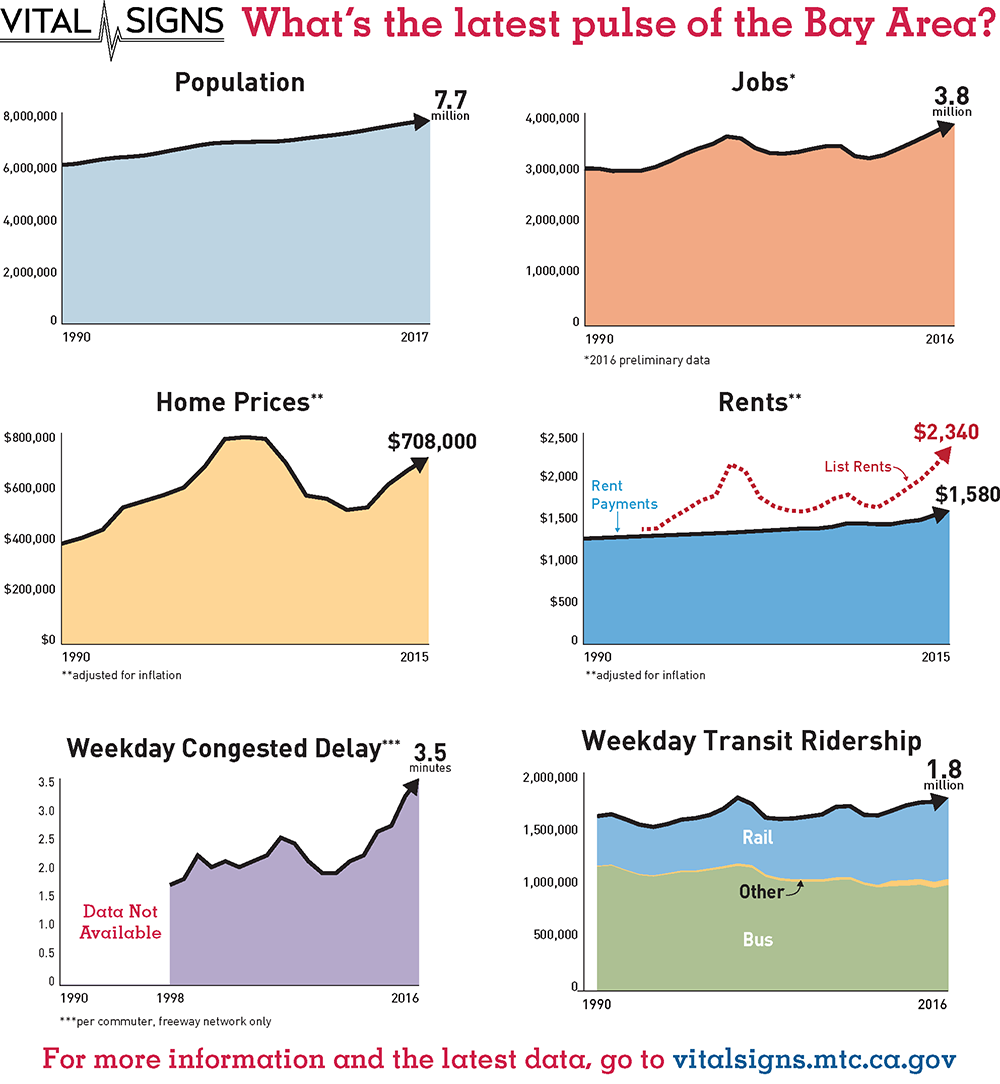 VITAL SIGNS What's the latest pulse of the Bay Area?
Population
7.7
million
8,000,000
6,000,000
4,000,000
2,000,000
0
1990 2017
Jobs*
3.8
million
4,000,000
3,000,000
2,000,000
1,000,000
0
1990 2016
*2016 preliminary data
Home Prices**
$800,000
$708,000
$600,000
$400,000
$200,000
$0
1990 2015
**adjusted for inflation
Rents**
$2,340
$2,500
List Rents
$2,000
Rent
Payments
$1,580
$1,500
$1,000
$500
0
1990 2015
**adjusted for inflation
Weekday Congested Delay***
3.5
minutes
3.5
3.0
2.5
2.0
1.5
Data Not
Available
1.0
0.5
0
1990 1998 2016
***per commuter, freeway network only
Weekday Transit Ridership
1.8
million
2,000,000
1,500,000
Rail
1,000,000
Other
Bus
500,000
0
1990 2016
For more information and the latest data, go to vitalsigns.mtc.ca.gov